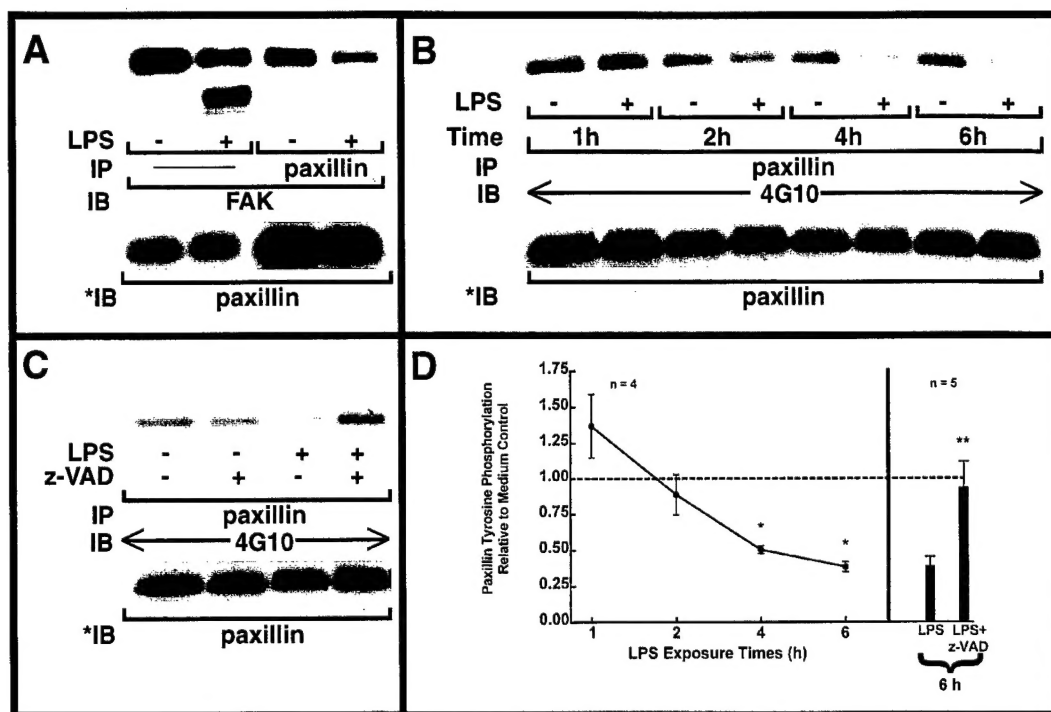 A
LPS - + - +
IP paxillin
IB FAK
*IB paxillin
B
LPS - + - + - + - +
Time 1h 2h 4h 6h
IP paxillin
IB 4G10
*IB paxillin
C
LPS - - + +
z-VAD - + - +
IP paxillin
IB 4G10
*IB paxillin
D
Paxillin Tyrosine Phosphorylation
Relative to Medium Control
1.75
1.50
1.25
1.00
0.75
0.50
0.25
0.00
n = 4
n = 5
**
* *
1 2 4 6
LPS Exposure Times (h)
LPS LPS+
z-VAD
6 h